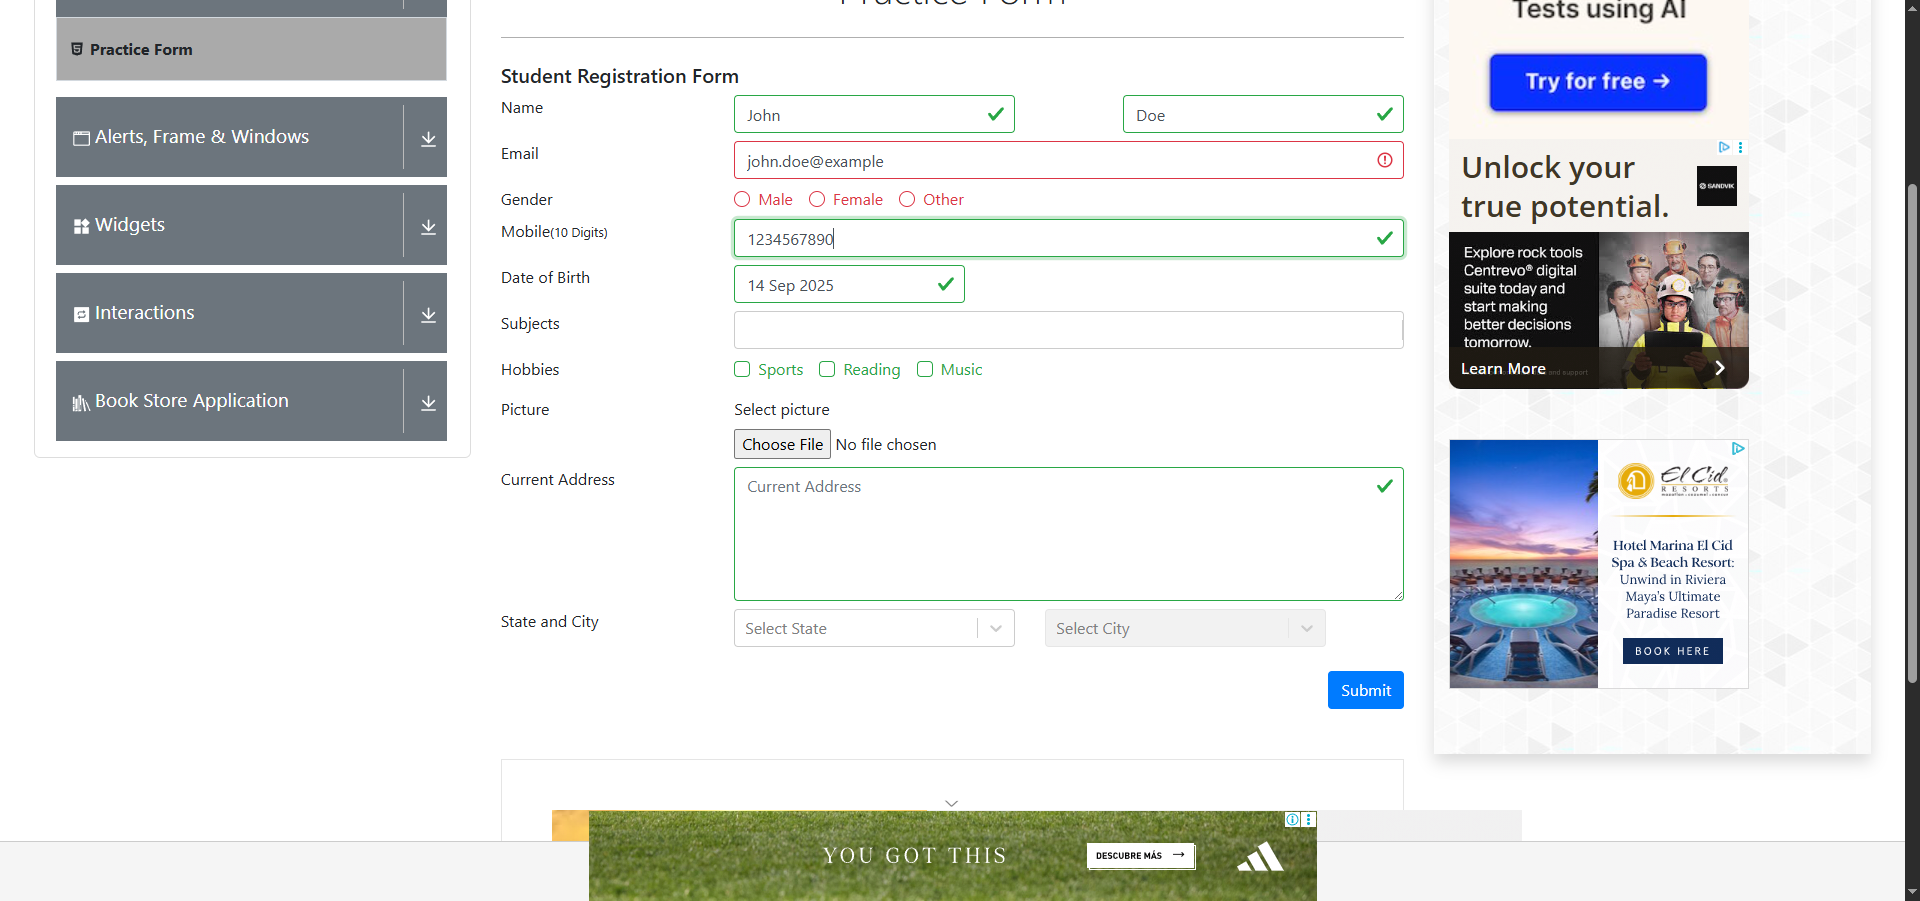 Practice Form
Practice Form
Alerts, Frame & Windows
Widgets
Interactions
Book Store Application
Student Registration Form
Name
John
Doe
Email
john.doe@example
Gender
Male
Female
Other
Mobile(10 Digits)
1234567890
Date of Birth
14 Sep 2025
Subjects
Hobbies
Sports
Reading
Music
Picture
Select picture
Choose File No file chosen
Current Address
Current Address
State and City
Select State
Select City
Submit
Tests using AI
Try for free →
Unlock your
true potential.
SANDVIK
Explore rock tools
Centrevo® digital
suite today and
start making
better decisions
tomorrow.
and support
Learn More
El Cid
RESORTS
Hotel Marina El Cid
Spa & Beach Resort:
Unwind in Riviera
Maya's Ultimate
Paradise Resort
BOOK HERE
YOU GOT THIS
DESCUBRE MÁS →